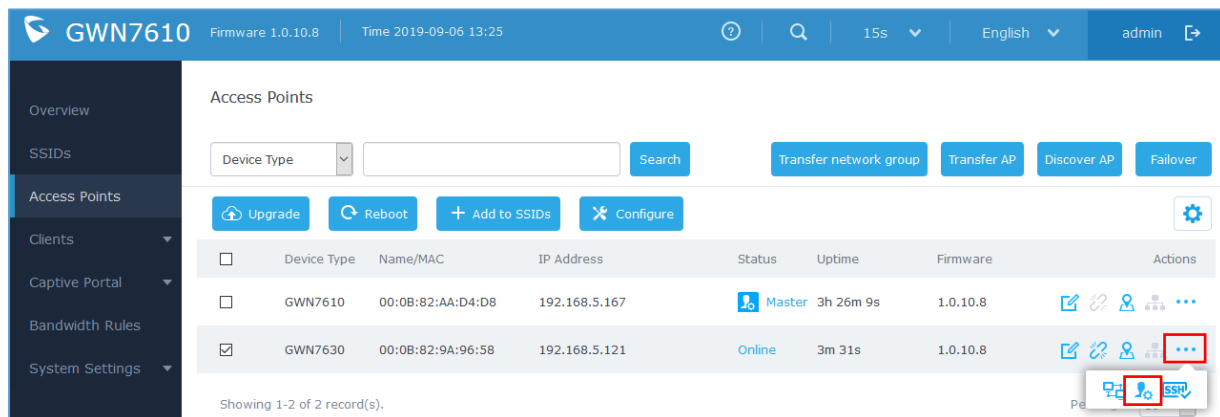 GWN7610 Firmware 1.0.10.8 Time 2019-09-06 13:25 15s English admin
Overview
SSIDs
Access Points
Clients
Captive Portal
Bandwidth Rules
System Settings
Access Points
Device Type Search Transfer network group Transfer AP Discover AP Failover
Upgrade Reboot Add to SSIDs Configure
Device Type Name/MAC IP Address Status Uptime Firmware Actions
GWN7610 00:0B:82:AA:D4:D8 192.168.5.167 Master 3h 26m 9s 1.0.10.8
GWN7630 00:0B:82:9A:96:58 192.168.5.121 Online 3m 31s 1.0.10.8
SSH
Showing 1-2 of 2 record(s).